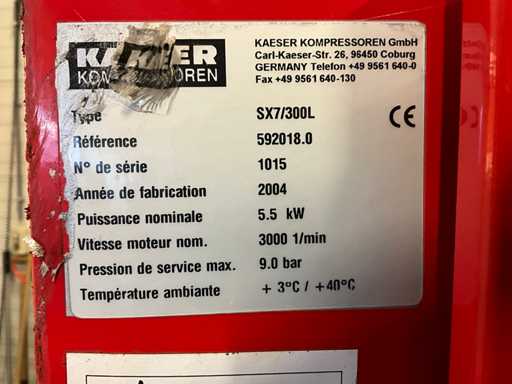 KAESER
KOMPRESSOREN
KAESER KOMPRESSOREN GmbH
Carl-Kaeser-Str. 26, 96450 Coburg
GERMANY Telefon +49 9561 640-0
Fax +49 9561 640-130
Type SX7/300L
Référence 592018.0
N° de série 1015
Année de fabrication 2004
Puissance nominale 5.5 kW
Vitesse moteur nom. 3000 1/min
Pression de service max. 9.0 bar
Température ambiante + 3°C / +40°C
CE